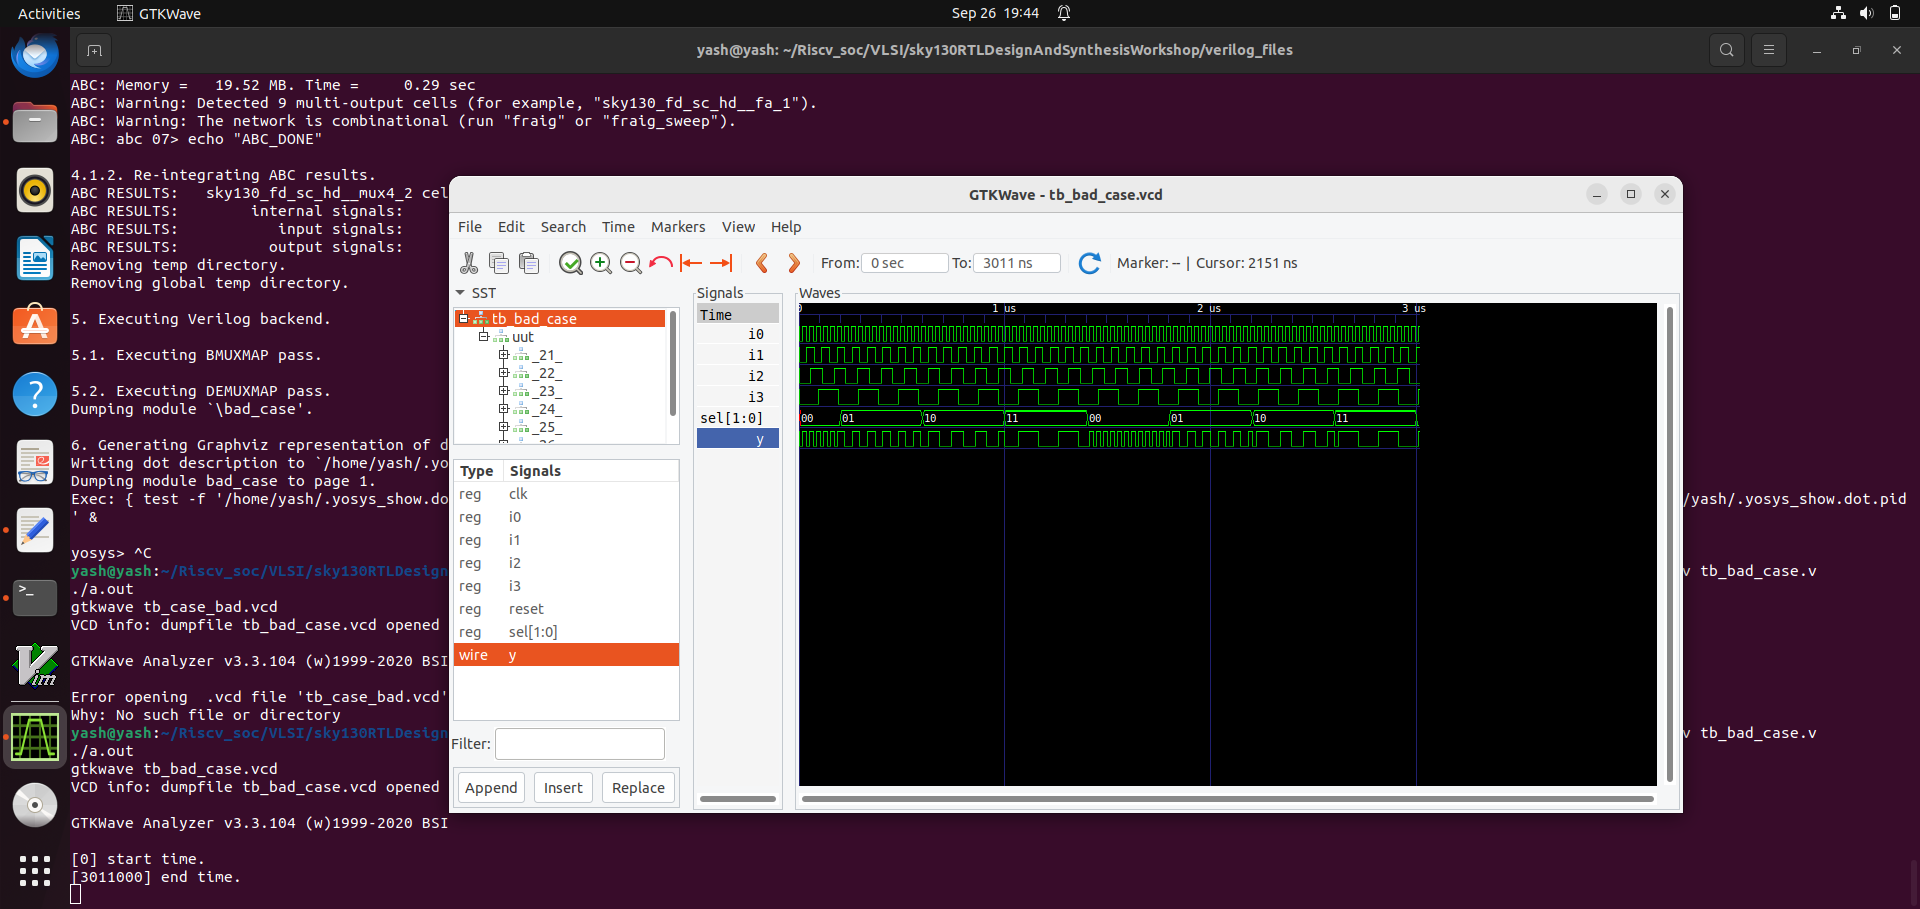 Activities
GTKWave
Sep 26 19:44
yash@yash: ~/Riscv_soc/VLSI/sky130RTLDesignAndSynthesisWorkshop/verilog_files
ABC: Memory = 19.52 MB. Time = 0.29 sec
ABC: Warning: Detected 9 multi-output cells (for example, "sky130_fd_sc_hd__fa_1").
ABC: Warning: The network is combinational (run "fraig" or "fraig_sweep").
ABC: abc 07> echo "ABC_DONE"
4.1.2. Re-integrating ABC results.
ABC RESULTS: sky130_fd_sc_hd__mux4_2 cel
ABC RESULTS: internal signals:
ABC RESULTS: input signals:
ABC RESULTS: output signals:
Removing temp directory.
Removing global temp directory.
5. Executing Verilog backend.
5.1. Executing BMUXMAP pass.
5.2. Executing DEMUXMAP pass.
Dumping module `\bad_case'.
6. Generating Graphviz representation of d
Writing dot description to `/home/yash/.yo
Dumping module bad_case to page 1.
Exec: { test -f '/home/yash/.yosys_show.do
/yash/.yosys_show.dot.pid
' &
yosys> ^C
yash@yash:~/Riscv_soc/VLSI/sky130RTLDesign
v tb_bad_case.v
./a.out
gtkwave tb_case_bad.vcd
VCD info: dumpfile tb_bad_case.vcd opened
GTKWave Analyzer v3.3.104 (w)1999-2020 BSI
Error opening .vcd file 'tb_case_bad.vcd'
Why: No such file or directory
yash@yash:~/Riscv_soc/VLSI/sky130RTLDesign
v tb_bad_case.v
./a.out
gtkwave tb_bad_case.vcd
VCD info: dumpfile tb_bad_case.vcd opened
GTKWave Analyzer v3.3.104 (w)1999-2020 BSI
[0] start time.
[3011000] end time.
GTKWave - tb_bad_case.vcd
File Edit Search Time Markers View Help
From: 0 sec To: 3011 ns Marker: -- | Cursor: 2151 ns
SST
tb_bad_case
uut
_21_
_22_
_23_
_24_
_25_
_26_
Type Signals
reg clk
reg i0
reg i1
reg i2
reg i3
reg reset
reg sel[1:0]
wire y
Filter:
Append Insert Replace
Signals
Time
i0
i1
i2
i3
sel[1:0]
y
Waves
0 1 us 2 us 3 us
00 01 10 11 00 01 10 11